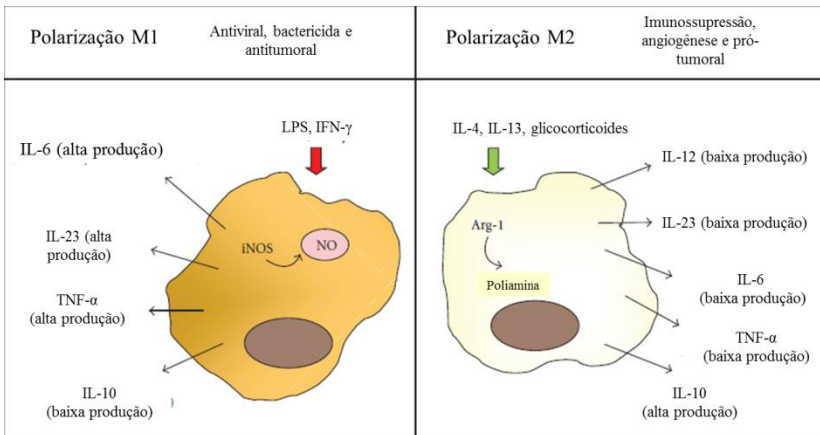 Polarização M1
Antiviral, bactericida e
antitumoral
Polarização M2
Imunossupressão,
angiogênese e pró-
tumoral
LPS, IFN-γ
IL-6 (alta produção)
IL-23 (alta
produção)
iNOS
NO
TNF-α
(alta produção)
IL-10
(baixa produção)
)
IL-4, IL-13, glicocorticoides
IL-12 (baixa produção)
Arg-1
IL-23 (baixa produção)
Poliamina
IL-6
(baixa produção)
TNF-α
(baixa produção)
IL-10
(alta produção)